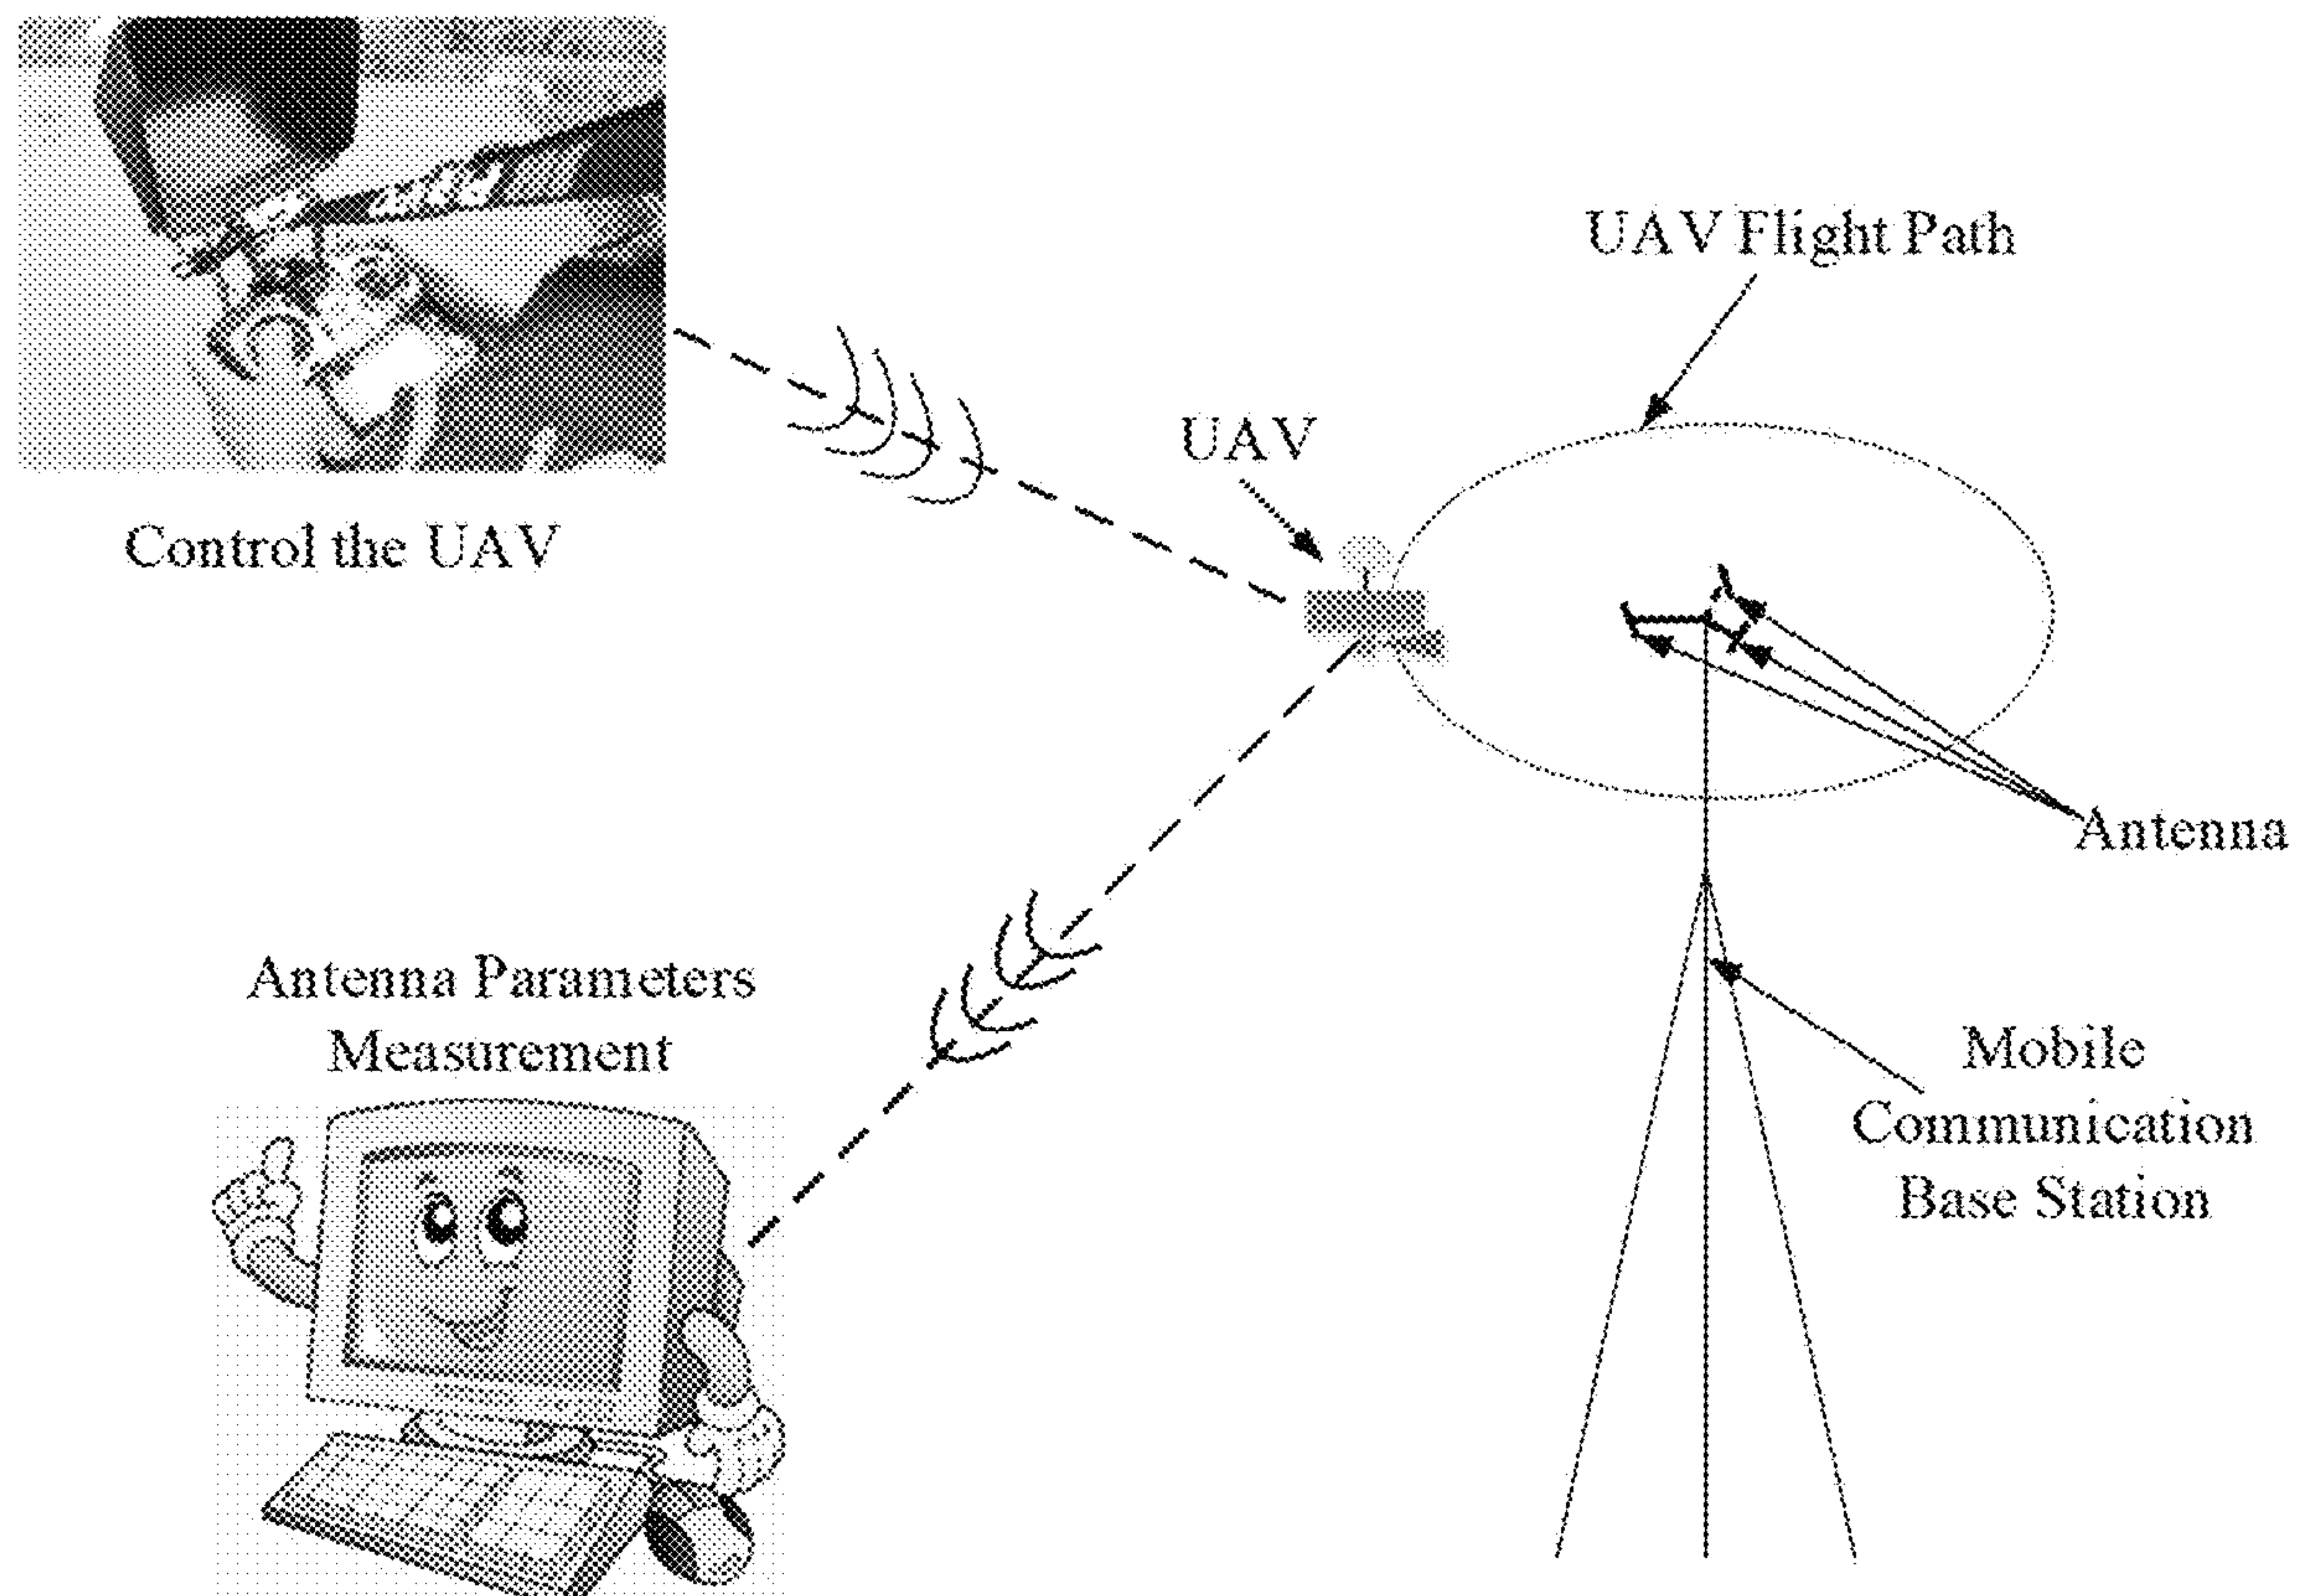 UAV Flight Path
UAV
Control the UAV
Antenna
Antenna Parameters
Measurement
Mobile
Communication
Base Station